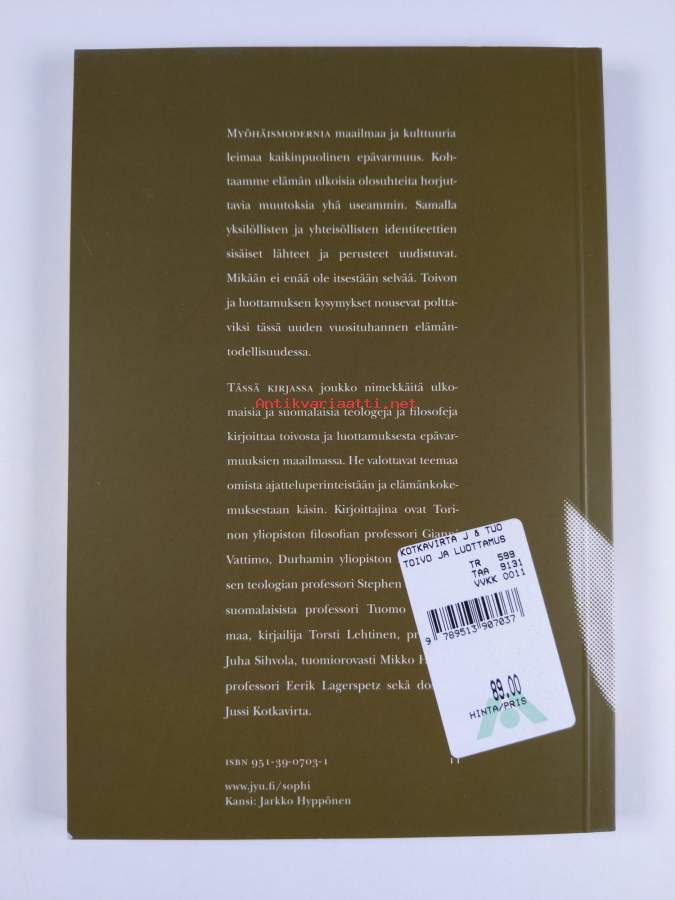 MYÖHÄISMODERNIA maailmaa ja kulttuuria
leimaa kaikinpuolinen epävarmuus. Koh-
taamme elämän ulkoisia olosuhteita horjut-
tavia muutoksia yhä useammin. Samalla
yksilöllisten ja yhteisöllisten identiteettien
sisäiset lähteet ja perusteet uudistuvat.
Mikään ei enää ole itsestään selvää. Toivon
ja luottamuksen kysymykset nousevat poltta-
viksi tässä uuden vuosituhannen elämän-
todellisuudessa.
TÄSSÄ KIRJASSA joukko nimekkäitä ulko-
maisia ja suomalaisia teologeja ja filosofeja
Antikvariaatti.net
kirjoittaa toivosta ja luottamuksesta epävar-
muuksien maailmassa. He valottavat teemaa
omista ajatteluperinteistään ja elämänkoke-
muksestaan käsin. Kirjoittajina ovat Tori-
non yliopiston filosofian professori Gianni
Vattimo, Durhamin yliopiston
sen teologian professori Stephen
suomalaisista professori Tuomo
maa, kirjailija Torsti Lehtinen,
Juha Sihvola, tuomiorovasti Mikko
professori Eerik Lagerspetz sekä
Jussi Kotkavirta.
ISBN 951-39-0703-1
www.jyu.fi/sophi
Kansi: Jarkko Hyppönen
KOTKAVIRTA J & TUO
TOIVO JA LUOTTAMUS
TR 599
TAA 9131
VVKK 0011
9 789513 907037
89.00
HINTA/PRIS